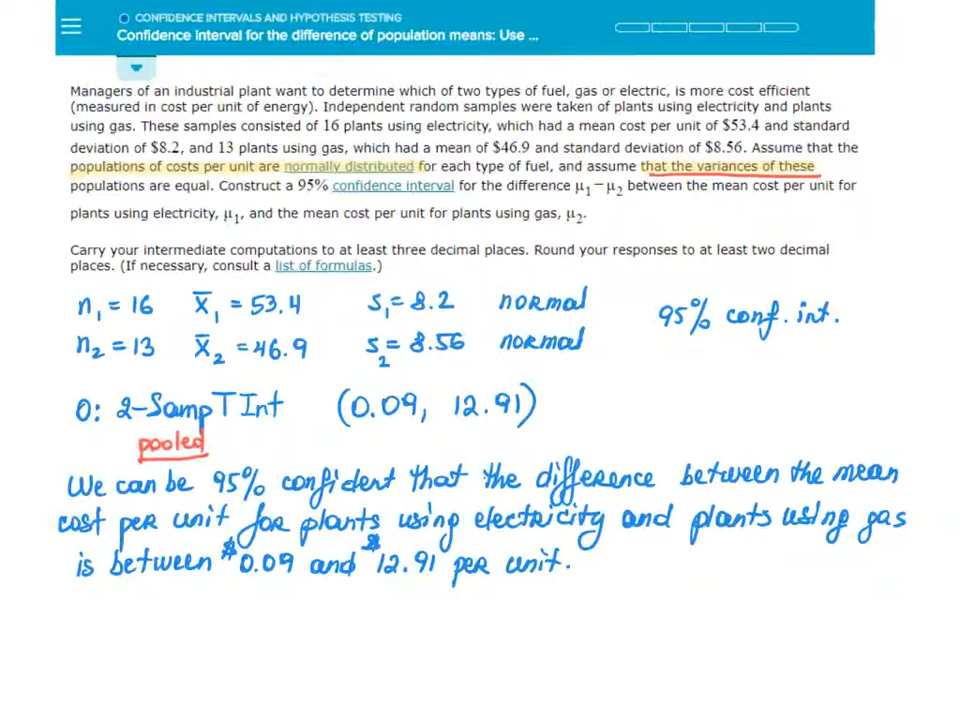 CONFIDENCE INTERVALS AND HYPOTHESIS TESTING
Confidence interval for the difference of population means: Use ...
Managers of an industrial plant want to determine which of two types of fuel, gas or electric, is more cost efficient
(measured in cost per unit of energy). Independent random samples were taken of plants using electricity and plants
using gas. These samples consisted of 16 plants using electricity, which had a mean cost per unit of $53.4 and standard
deviation of $8.2, and 13 plants using gas, which had a mean of $46.9 and standard deviation of $8.56. Assume that the
populations of costs per unit are normally distributed for each type of fuel, and assume that the variances of these
populations are equal. Construct a 95% confidence interval for the difference μ₁−μ₂ between the mean cost per unit for
plants using electricity, μ₁, and the mean cost per unit for plants using gas, μ₂.
Carry your intermediate computations to at least three decimal places. Round your responses to at least two decimal
places. (If necessary, consult a list of formulas.)
n₁ = 16 x̄₁ = 53.4 s₁ = 8.2 normal 95% conf. int.
n₂ = 13 x̄₂ = 46.9 s₂ = 8.56 normal
0: 2-SampTInt (0.09, 12.91)
pooled
We can be 95% confident that the difference between the mean
cost per unit for plants using electricity and plants using gas
is between $0.09 and $12.91 per unit.